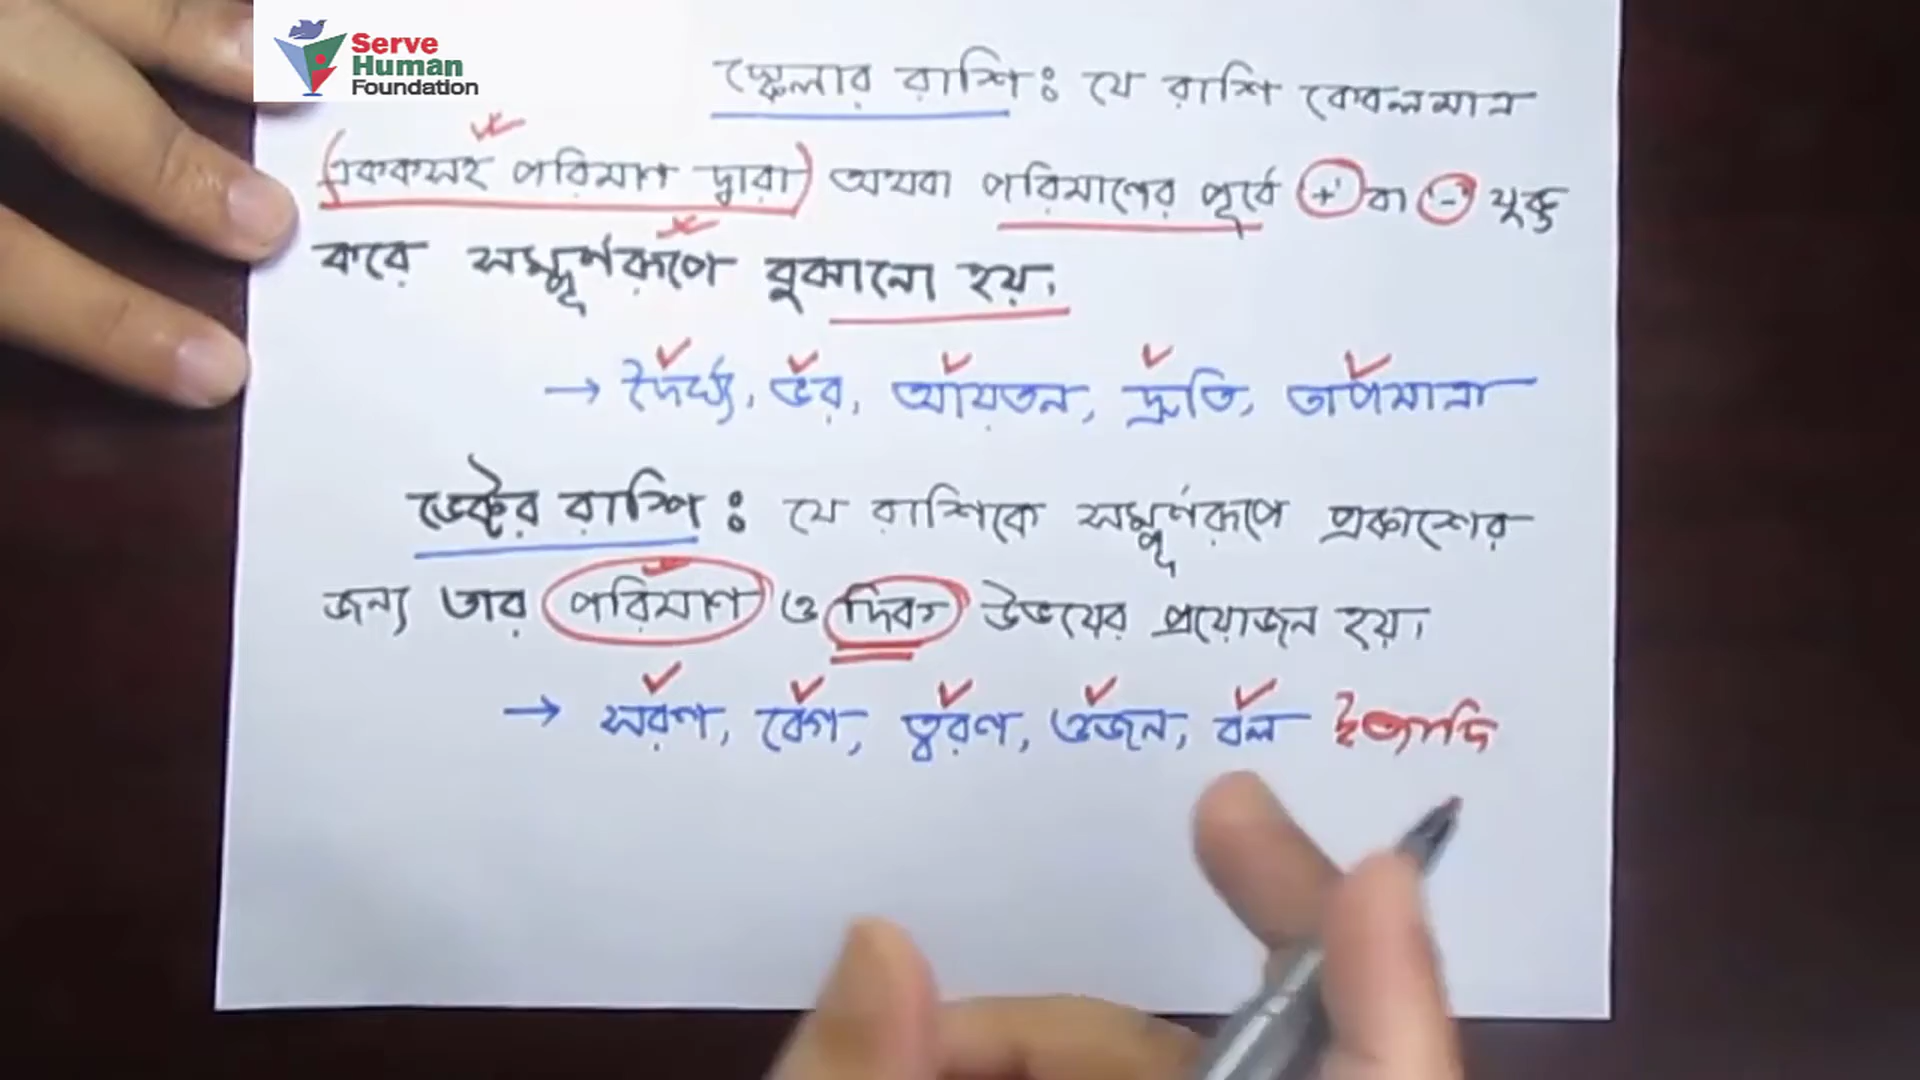 Serve
Human
Foundation
স্কেলার রাশি : যে রাশি কেবলমাত্র
এককসহ পরিমাণ দ্বারা অথবা পরিমাণের পূর্বে '+' বা '-' যুক্ত
করে সম্পূর্ণরূপে বুঝানো হয়।
→ দৈর্ঘ্য, ভর, আয়তন, দ্রুতি, তাপমাত্রা
ভেক্টর রাশি : যে রাশিকে সম্পূর্ণরূপে প্রকাশের
জন্য তার পরিমাণ ও দিক উভয়ের প্রয়োজন হয়।
→ সরণ, বেগ, ত্বরণ, ওজন, বল ইত্যাদি